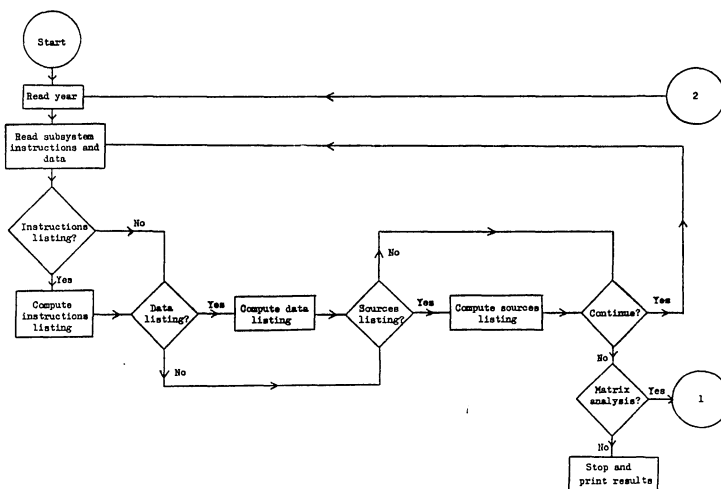 Start
Read year
2
Read subsystem
instructions and
data
Instructions
listing?
No
Yes
Compute
instructions
listing
Data
listing?
Yes
No
Compute data
listing
Sources
listing?
No
Yes
Compute sources
listing
Continue?
Yes
No
Matrix
analysis?
Yes
1
No
Stop and
print results